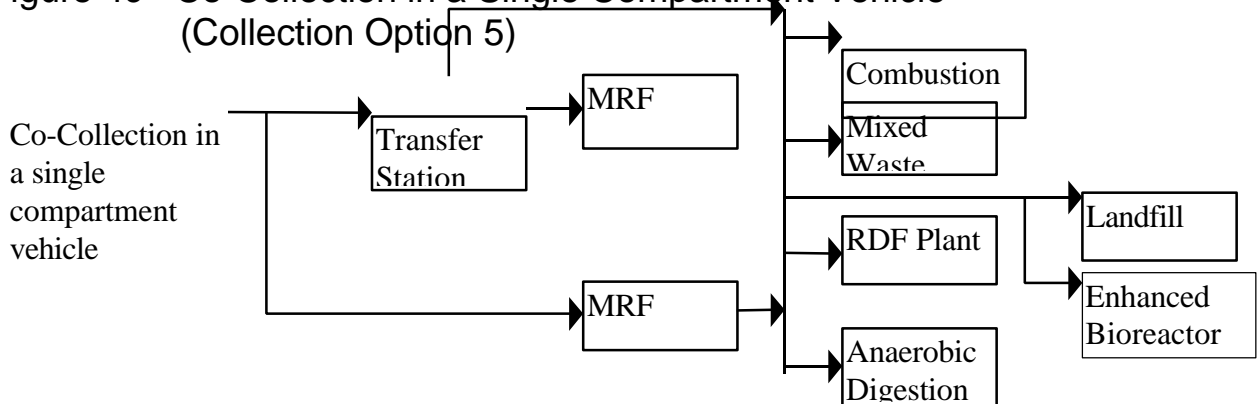 (Collection Option 5)
Combustion
MRF
Co-Collection in
a single
compartment
vehicle
Transfer
Station
Mixed
Waste
Landfill
RDF Plant
MRF
Enhanced
Bioreactor
Anaerobic
Digestion